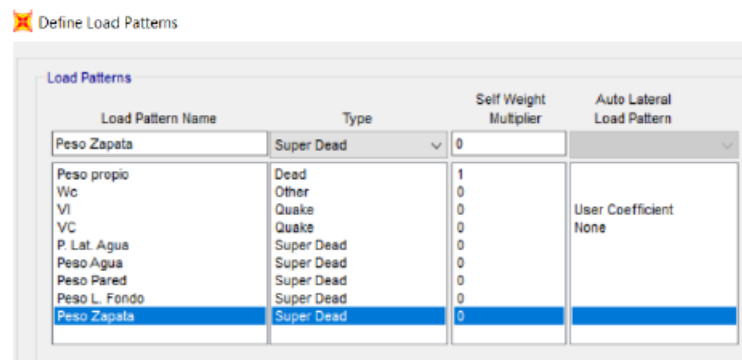 Define Load Patterns
Load Patterns
Load Pattern Name Type Self Weight Multiplier Auto Lateral Load Pattern
Peso Zapata Super Dead 0
Peso propio Dead 1
Wc Other 0
VI Quake 0 User Coefficient
VC Quake 0 None
P. Lat. Agua Super Dead 0
Peso Agua Super Dead 0
Peso Pared Super Dead 0
Peso L. Fondo Super Dead 0
Peso Zapata Super Dead 0